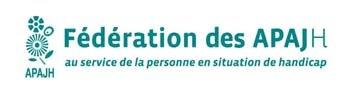 Fédération des APAJH
au service de la personne en situation de handicap
APAJH